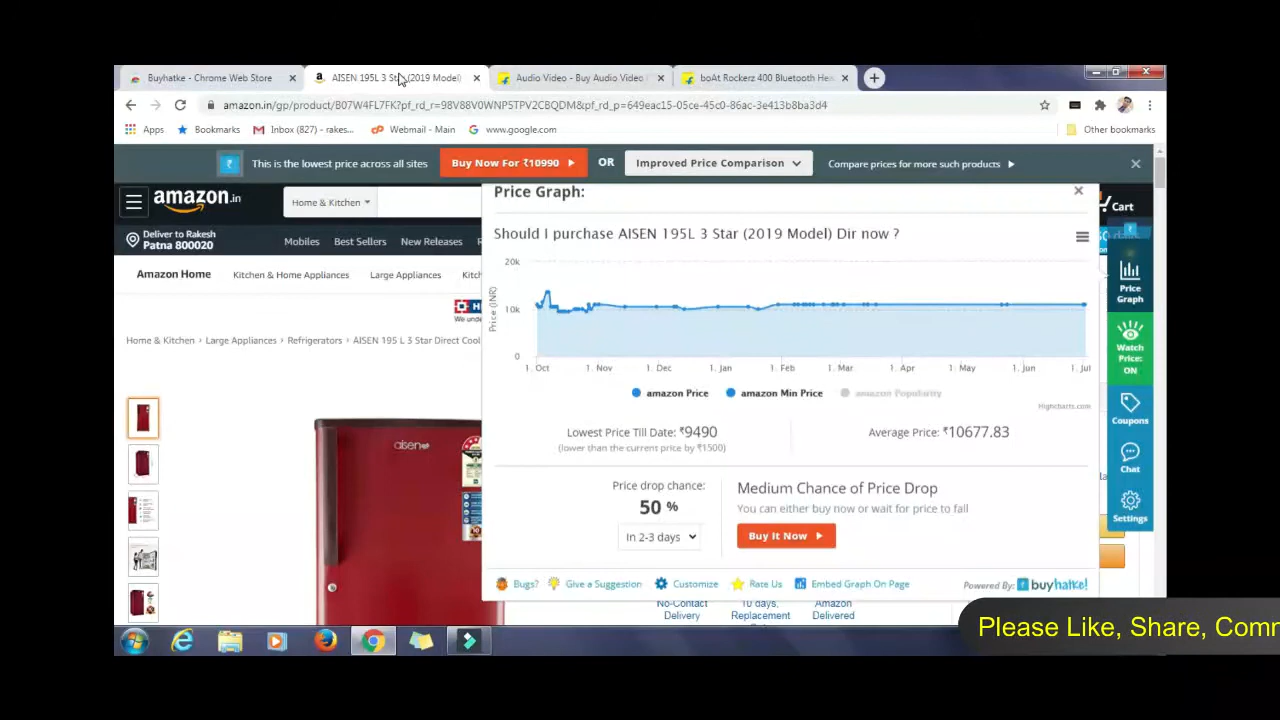 Buyhatke - Chrome Web Store
AISEN 195L 3 Star (2019 Model)
Audio Video - Buy Audio Video
boAt Rockerz 400 Bluetooth Hea
amazon.in/gp/product/B07W4FL7FK?pf_rd_r=98V88V0WNPSTPV2CBQDM&pf_rd_p=649eac15-05ce-45c0-86ac-3e413b8ba3d4
Apps
Bookmarks
Inbox (827) - rakes...
Webmail - Main
www.google.com
Other bookmarks
This is the lowest price across all sites
Buy Now For ₹10990
OR
Improved Price Comparison
Compare prices for more such products
amazon.in
Home & Kitchen
Cart
Deliver to Rakesh
Patna 800020
Mobiles
Best Sellers
New Releases
Amazon Home
Kitchen & Home Appliances
Large Appliances
Kitc
We under
Home & Kitchen › Large Appliances › Refrigerators › AISEN 195 L 3 Star Direct Cool
aisen
Price Graph:
Should I purchase AISEN 195L 3 Star (2019 Model) Dir now ?
Price (INR)
20k
10k
0
1. Oct
1. Nov
1. Dec
1. Jan
1. Feb
1. Mar
1. Apr
1. May
1. Jun
1. Jul
amazon Price
amazon Min Price
amazon Popularity
Highcharts.com
Lowest Price Till Date: ₹9490
(lower than the current price by ₹1500)
Average Price: ₹10677.83
Price drop chance:
50 %
In 2-3 days
Medium Chance of Price Drop
You can either buy now or wait for price to fall
Buy It Now
Bugs?
Give a Suggestion
Customize
Rate Us
Embed Graph On Page
Powered By: buyhatke!
No-Contact
Delivery
10 days,
Replacement
Amazon
Delivered
Price
Graph
Watch
Price:
ON
Coupons
Chat
Settings
Please Like, Share, Comm